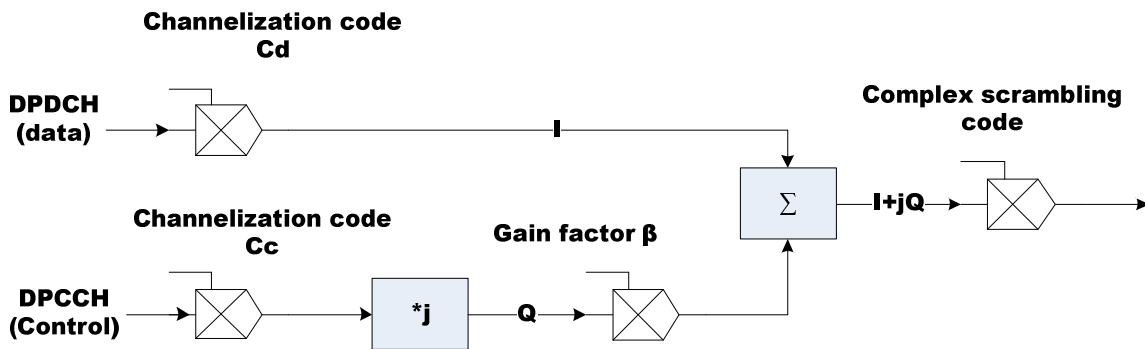 Channelization code
Cd
DPDCH
(data)
I
Complex scrambling
code
Σ
I+jQ
Channelization code
Cc
Gain factor β
DPCCH
(Control)
*j
Q